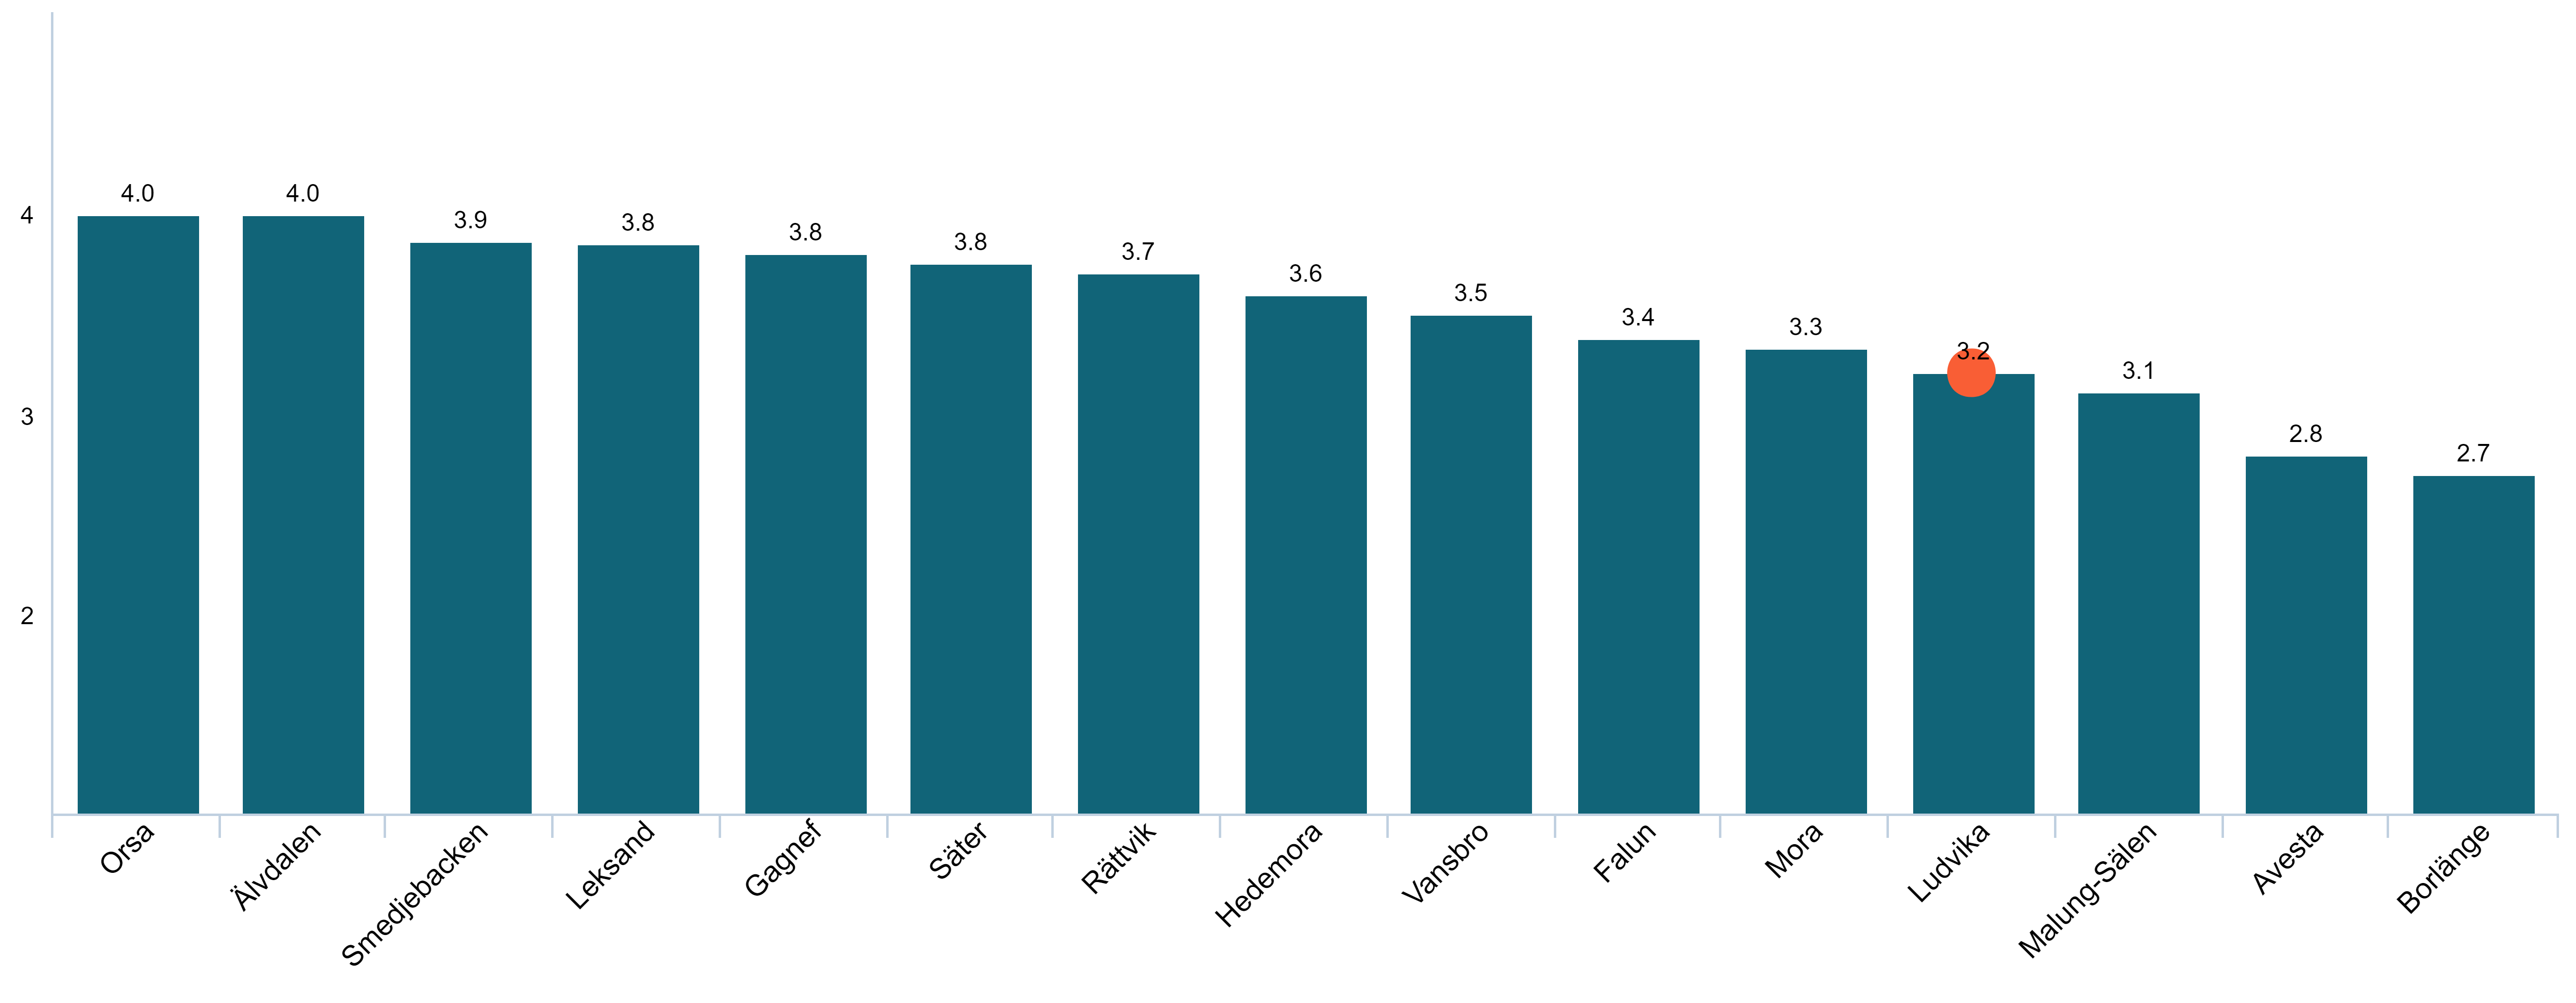 4.0
4.0
3.9
3.8
3.8
3.8
3.7
3.6
3.5
3.4
3.3
3.2
3.1
2.8
2.7
4
3
2
Orsa
Älvdalen
Smedjebacken
Leksand
Gagnef
Säter
Rättvik
Hedemora
Vansbro
Falun
Mora
Ludvika
Malung-Sälen
Avesta
Borlänge